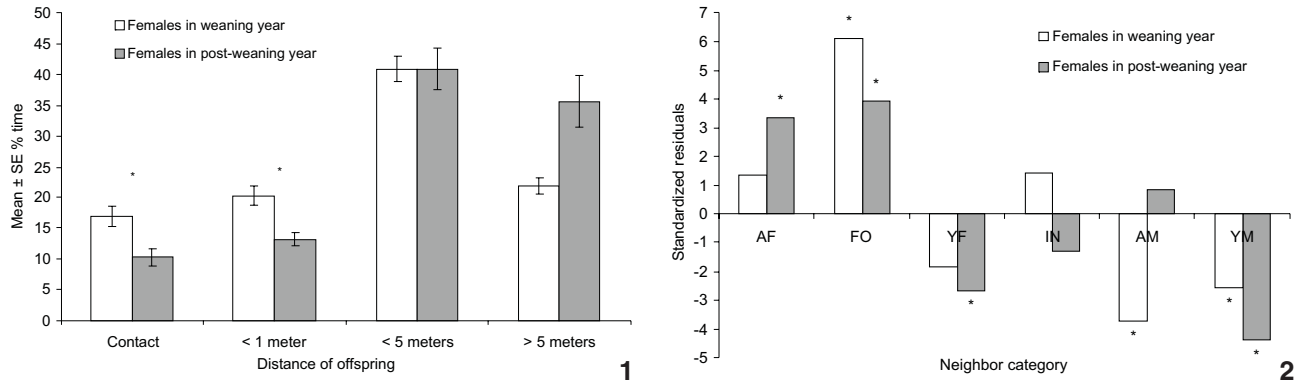 Females in weaning year
Females in post-weaning year
Mean ± SE % time
50
45
40
35
30
25
20
15
10
5
0
*
*
Contact
< 1 meter
< 5 meters
> 5 meters
Distance of offspring
1
Females in weaning year
Females in post-weaning year
Standardized residuals
7
6
5
4
3
2
1
0
-1
-2
-3
-4
-5
*
*
*
AF
FO
YF
IN
AM
YM
*
*
*
*
Neighbor category
2